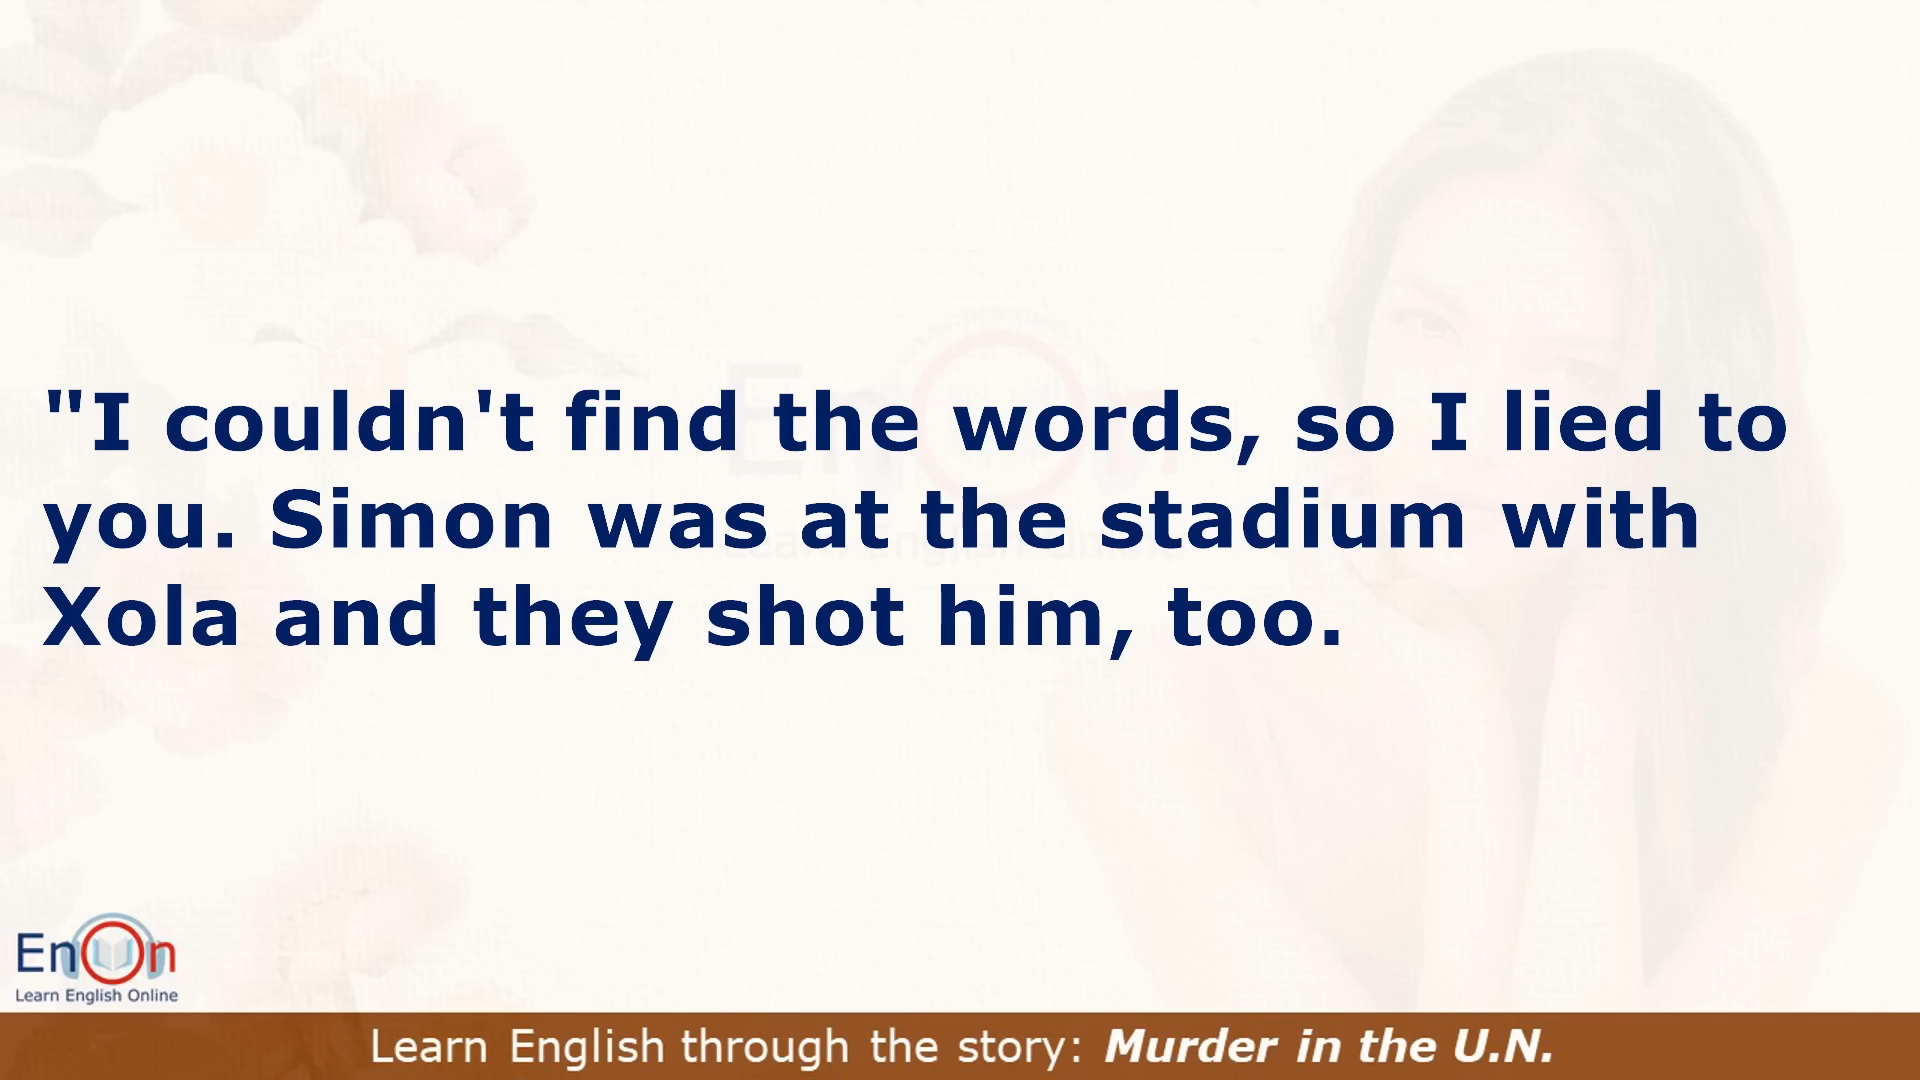 "I couldn't find the words, so I lied to
you. Simon was at the stadium with
Xola and they shot him, too.
EnOn
Learn English Online
Learn English through the story: Murder in the U.N.